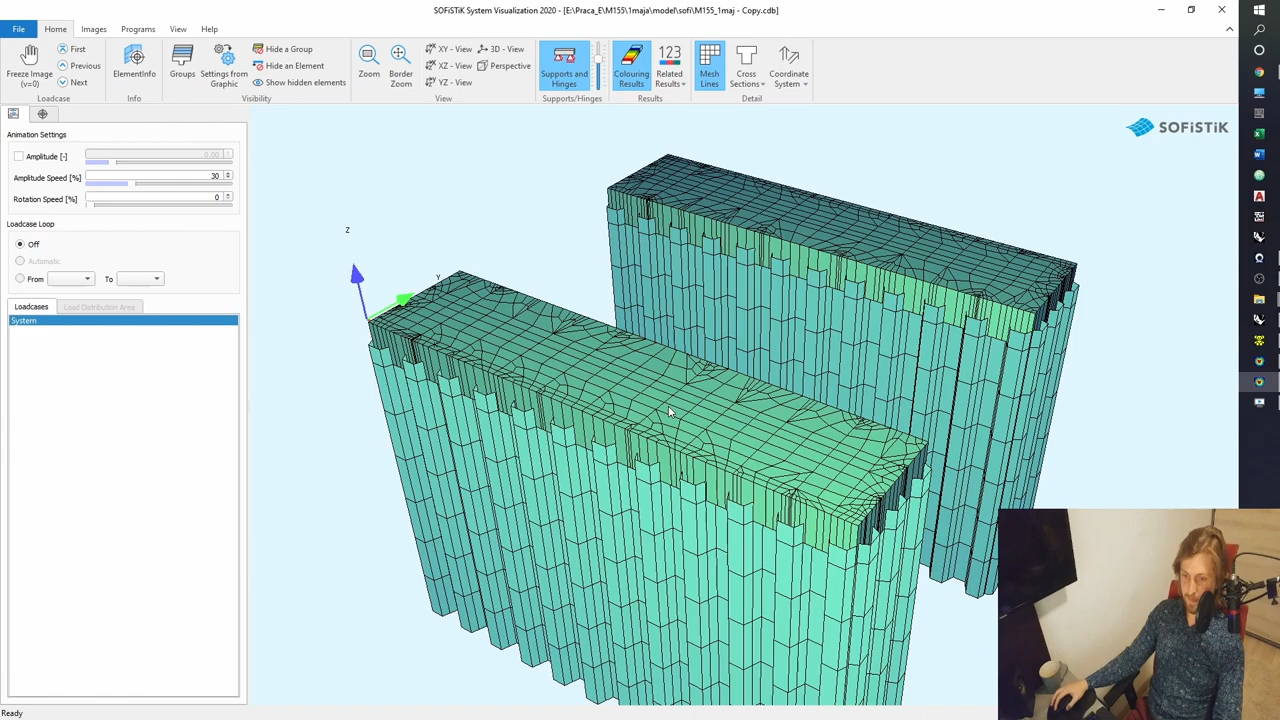 SOFiSTiK System Visualization 2020 - [E:\Praca_E\M155\1maja\model\sofi\M155_1maj - Copy.cdb]
File Home Images Programs View Help
Freeze Image (v=0)
First
Previous
Next
Loadcase
ElementInfo
Info
Groups
Settings from Graphic
Hide a Group
Hide an Element
Show hidden elements
Visibility
Zoom
Border Zoom
XY - View
XZ - View
YZ - View
3D - View
Perspective
View
Supports and Hinges
Supports/Hinges
Colouring Results
123
Related Results
Results
Mesh Lines
Cross Sections
Coordinate System
Detail
Animation Settings
Amplitude [-] 0.00
Amplitude Speed [%] 30
Rotation Speed [%] 0
Loadcase Loop
Off
Automatic
From To
Loadcases Load Distribution Area
System
Z
Y
SOFiSTiK
Ready